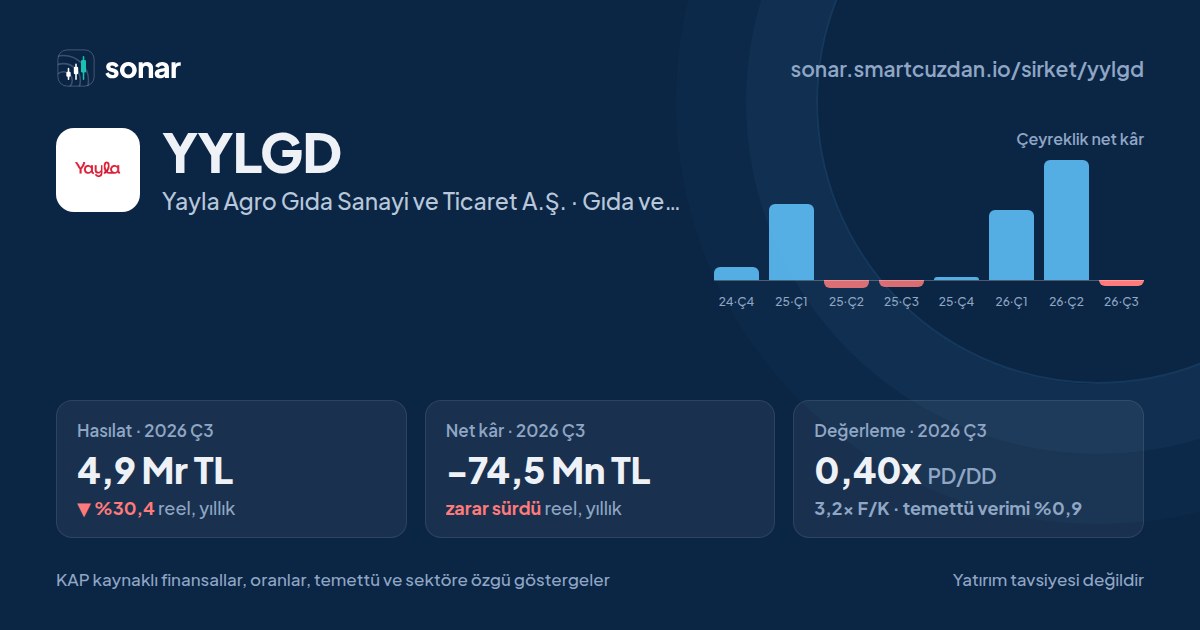 sonar
sonar.smartcuzdan.io/sirket/yylgd
Yayla
YYLGD
Yayla Agro Gıda Sanayi ve Ticaret A.Ş. · Gıda ve…
Çeyreklik net kâr
24·Ç4 25·Ç1 25·Ç2 25·Ç3 25·Ç4 26·Ç1 26·Ç2 26·Ç3
Hasılat · 2026 Ç3
4,9 Mr TL
▼ %30,4 reel, yıllık
Net kâr · 2026 Ç3
−74,5 Mn TL
zarar sürdü reel, yıllık
Değerleme · 2026 Ç3
0,40x PD/DD
3,2× F/K · temettü verimi %0,9
KAP kaynaklı finansallar, oranlar, temettü ve sektöre özgü göstergeler
Yatırım tavsiyesi değildir